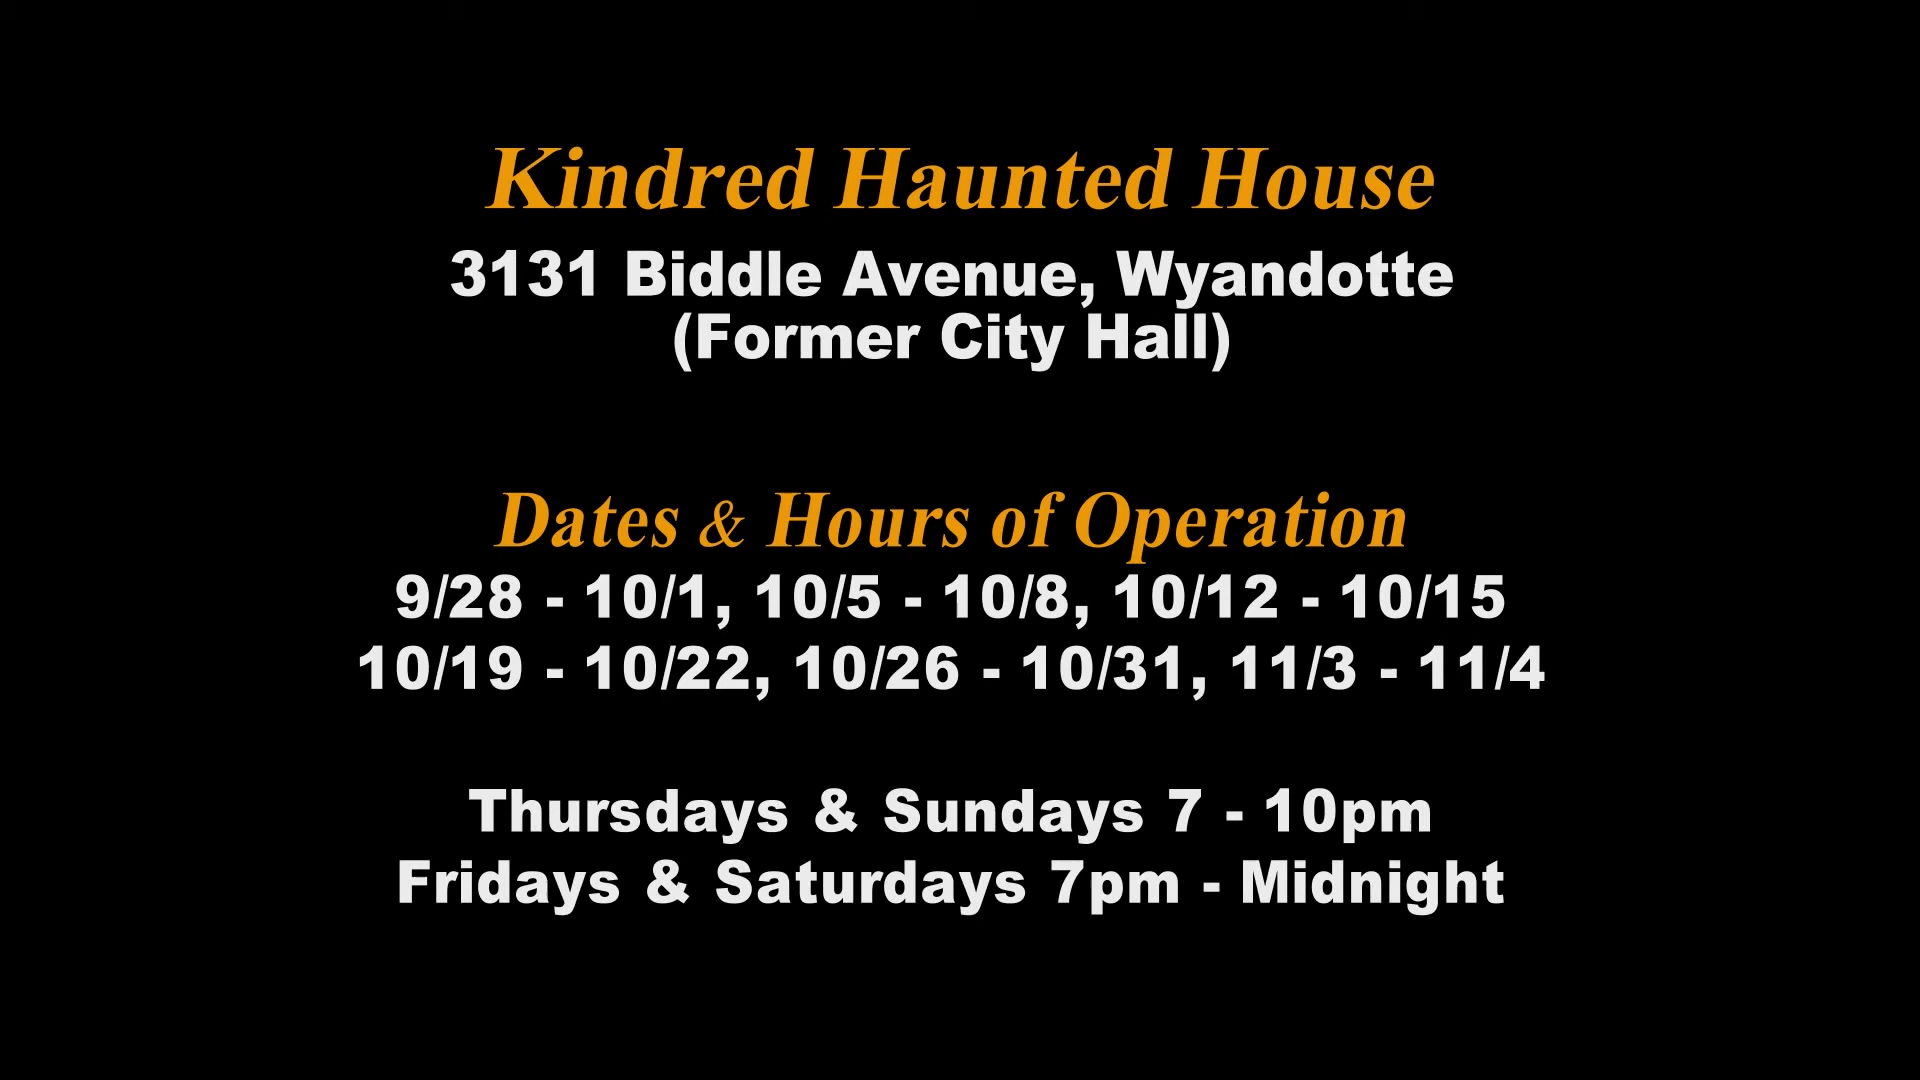 Kindred Haunted House
3131 Biddle Avenue, Wyandotte
(Former City Hall)
Dates & Hours of Operation
9/28 - 10/1, 10/5 - 10/8, 10/12 - 10/15
10/19 - 10/22, 10/26 - 10/31, 11/3 - 11/4
Thursdays & Sundays 7 - 10pm
Fridays & Saturdays 7pm - Midnight